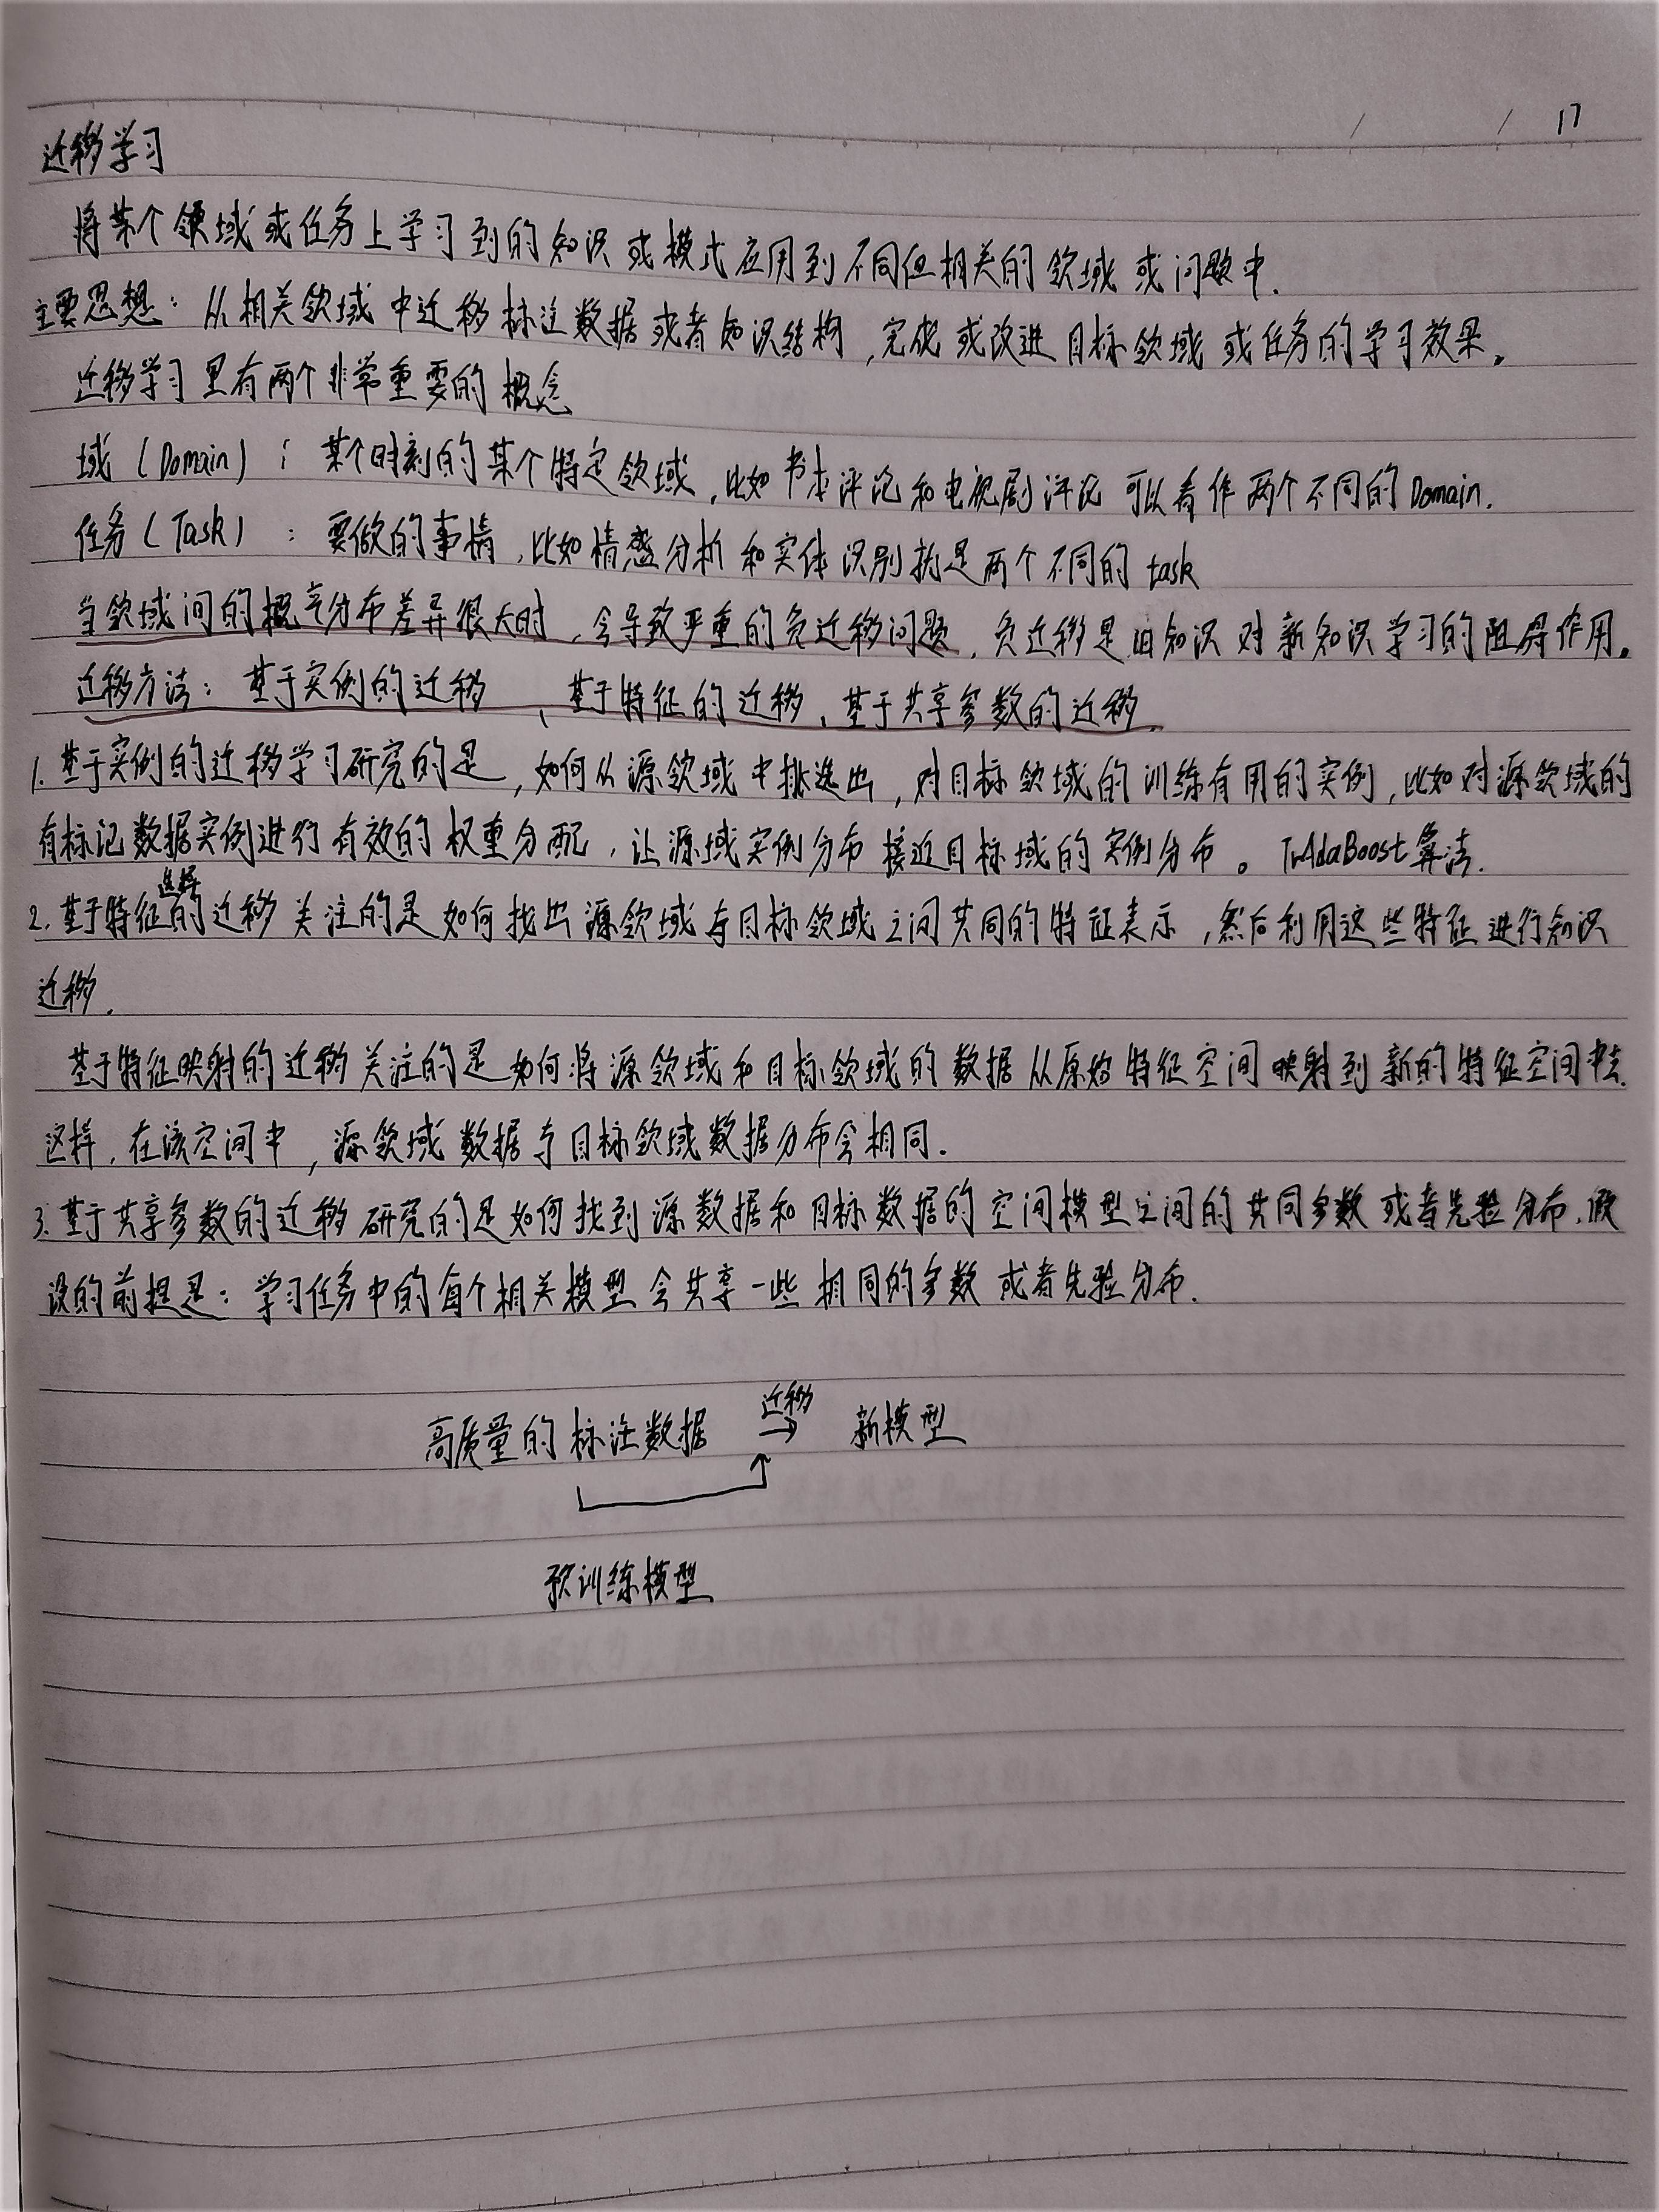 17
迁移学习
将某个领域或任务上学习到的知识或模式应用到不同但相关的领域或问题中.
主要思想：从相关领域中迁移标注数据或者知识结构,完成或改进目标领域或任务的学习效果。
迁移学习里有两个非常重要的概念
域(Domain)：某个时刻的某个特定领域,比如书本评论和电视剧评论可以看作两个不同的Domain.
任务(Task)：要做的事情,比如情感分析和实体识别就是两个不同的task
当领域间的概率分布差异很大时,会导致严重的负迁移问题,负迁移是旧知识对新知识学习的阻碍作用。
迁移方法：基于实例的迁移、基于特征的迁移、基于共享参数的迁移.
1.基于实例的迁移学习研究的是,如何从源领域中挑选出,对目标领域的训练有用的实例,比如对源领域的
有标记数据实例进行有效的权重分配,让源域实例分布接近目标域的实例分布。TrAdaBoost算法.
2.基于特征选择的迁移关注的是如何找出源领域与目标领域之间共同的特征表示,然后利用这些特征进行知识
迁移.
基于特征映射的迁移关注的是如何将源领域和目标领域的数据从原始特征空间映射到新的特征空间中去.
这样,在该空间中,源领域数据与目标领域数据分布会相同.
3.基于共享参数的迁移研究的是如何找到源数据和目标数据的空间模型之间的共同参数或者先验分布,假
设的前提是：学习任务中的每个相关模型会共享一些相同的参数或者先验分布.
高质量的标注数据 迁移→ 新模型
预训练模型